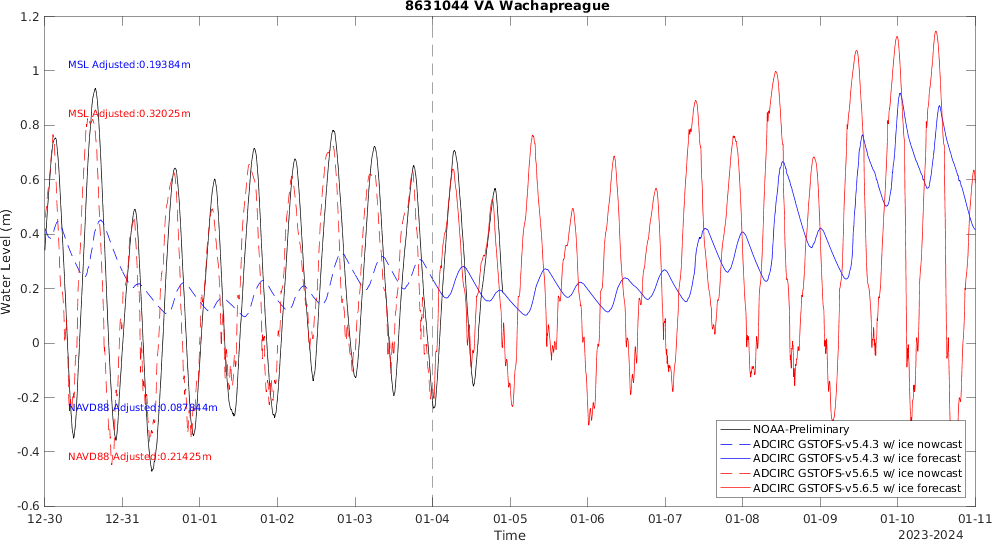 8631044 VA Wachapreague
1.2
1
0.8
0.6
0.4
0.2
0
-0.2
-0.4
-0.6
Water Level (m)
MSL Adjusted:0.19384m
MSL Adjusted:0.32025m
NAVD88 Adjusted:0.087844m
NAVD88 Adjusted:0.21425m
NOAA-Preliminary
ADCIRC GSTOFS-v5.4.3 w/ ice nowcast
ADCIRC GSTOFS-v5.4.3 w/ ice forecast
ADCIRC GSTOFS-v5.6.5 w/ ice nowcast
ADCIRC GSTOFS-v5.6.5 w/ ice forecast
12-30 12-31 01-01 01-02 01-03 01-04 01-05 01-06 01-07 01-08 01-09 01-10 01-11
Time
2023-2024